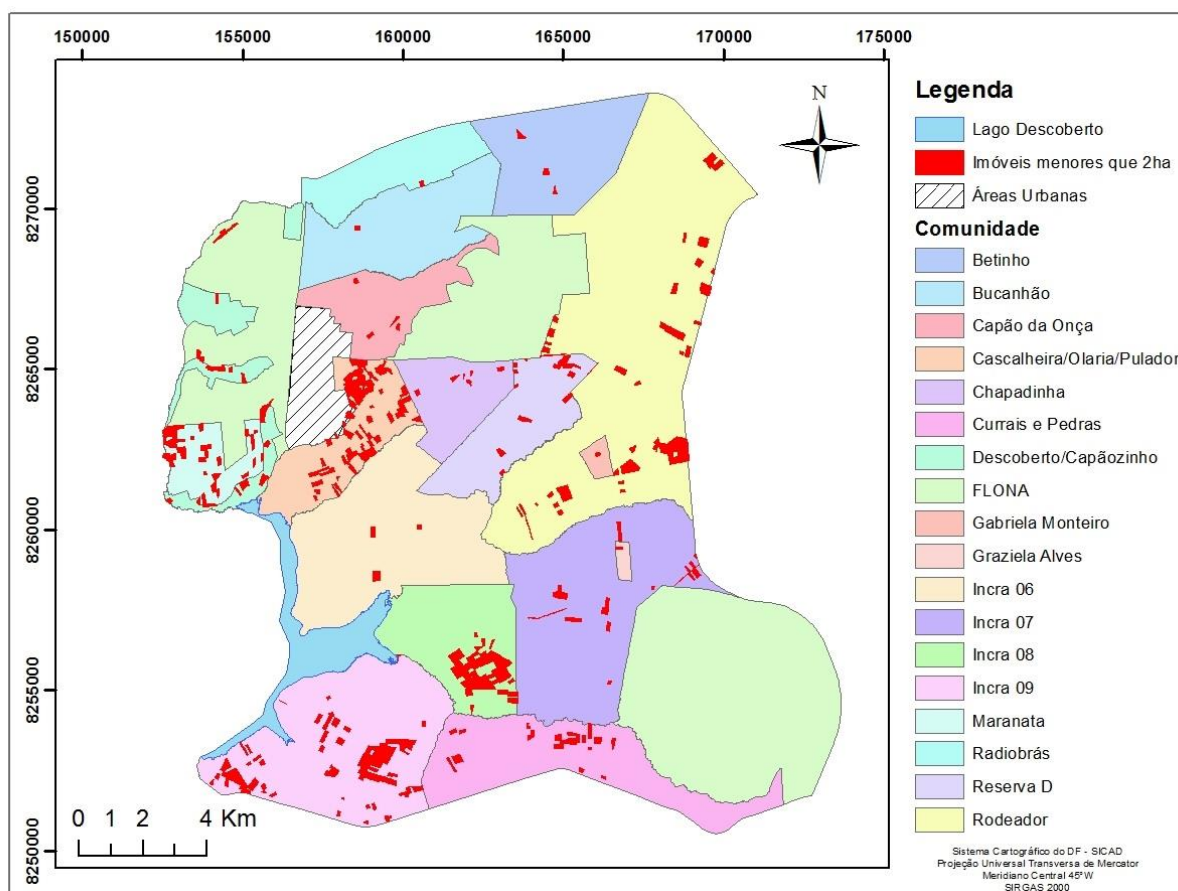 150000 155000 160000 165000 170000 175000
8270000
8265000
8260000
8255000
8250000
N
0 1 2 4 Km
Legenda
Lago Descoberto
Imóveis menores que 2ha
Áreas Urbanas
Comunidade
Betinho
Bucanhão
Capão da Onça
Cascalheira/Olaria/Pulador
Chapadinha
Currais e Pedras
Descoberto/Capãozinho
FLONA
Gabriela Monteiro
Graziela Alves
Incra 06
Incra 07
Incra 08
Incra 09
Maranata
Radiobrás
Reserva D
Rodeador
Sistema Cartográfico do DF - SICAD
Projeção Universal Transversa de Mercator
Meridiano Central 45°W
SIRGAS 2000